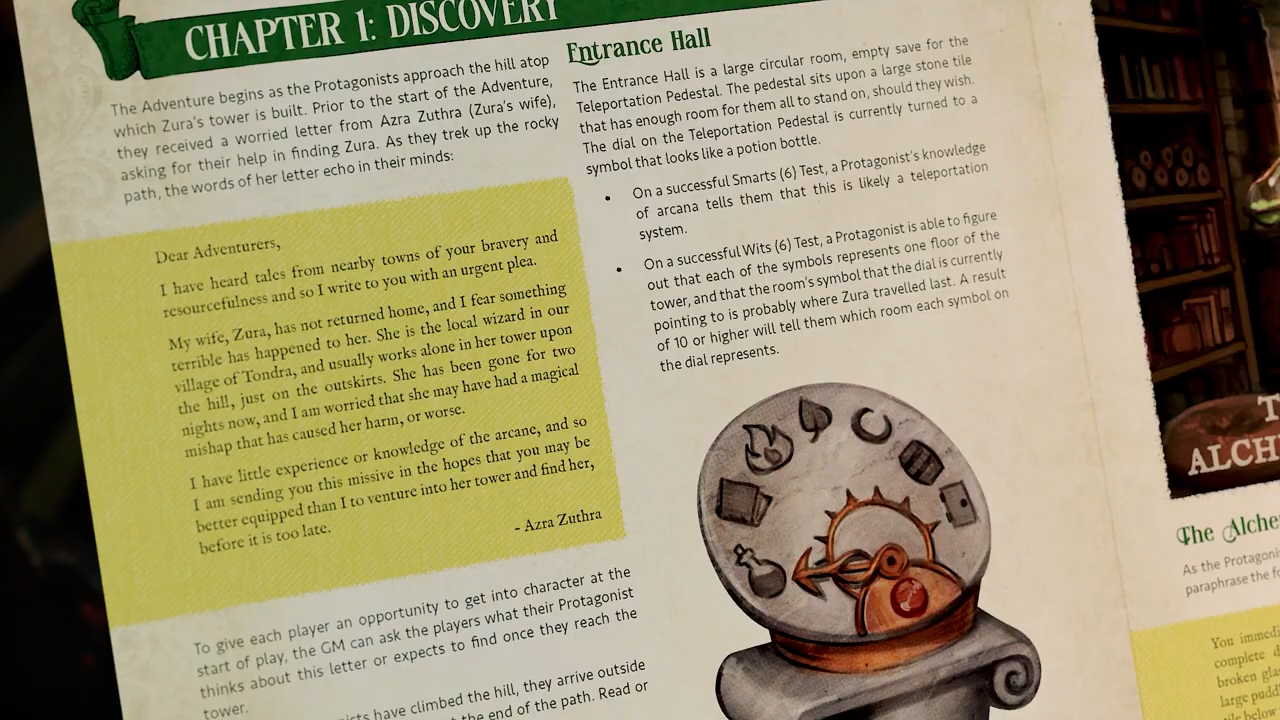 CHAPTER 1: DISCOVERY
The Adventure begins as the Protagonists approach the hill atop
which Zura's tower is built. Prior to the start of the Adventure,
they received a worried letter from Azra Zuthra (Zura's wife),
asking for their help in finding Zura. As they trek up the rocky
path, the words of her letter echo in their minds:
Dear Adventurers,
I have heard tales from nearby towns of your bravery and
resourcefulness and so I write to you with an urgent plea.
My wife, Zura, has not returned home, and I fear something
terrible has happened to her. She is the local wizard in our
village of Tondra, and usually works alone in her tower upon
the hill, just on the outskirts. She has been gone for two
nights now, and I am worried that she may have had a magical
mishap that has caused her harm, or worse.
I have little experience or knowledge of the arcane, and so
I am sending you this missive in the hopes that you may be
better equipped than I to venture into her tower and find her,
before it is too late.
- Azra Zuthra
To give each player an opportunity to get into character at the
start of play, the GM can ask the players what their Protagonist
thinks about this letter or expects to find once they reach the
tower.
have climbed the hill, they arrive outside
the end of the path. Read or
Entrance Hall
The Entrance Hall is a large circular room, empty save for the
Teleportation Pedestal. The pedestal sits upon a large stone tile
that has enough room for them all to stand on, should they wish.
The dial on the Teleportation Pedestal is currently turned to a
symbol that looks like a potion bottle.
• On a successful Smarts (6) Test, a Protagonist's knowledge
of arcana tells them that this is likely a teleportation
system.
• On a successful Wits (6) Test, a Protagonist is able to figure
out that each of the symbols represents one floor of the
tower, and that the room's symbol that the dial is currently
pointing to is probably where Zura travelled last. A result
of 10 or higher will tell them which room each symbol on
the dial represents.
The
As the
paraphrase the
You
complete
broken
large
tile below